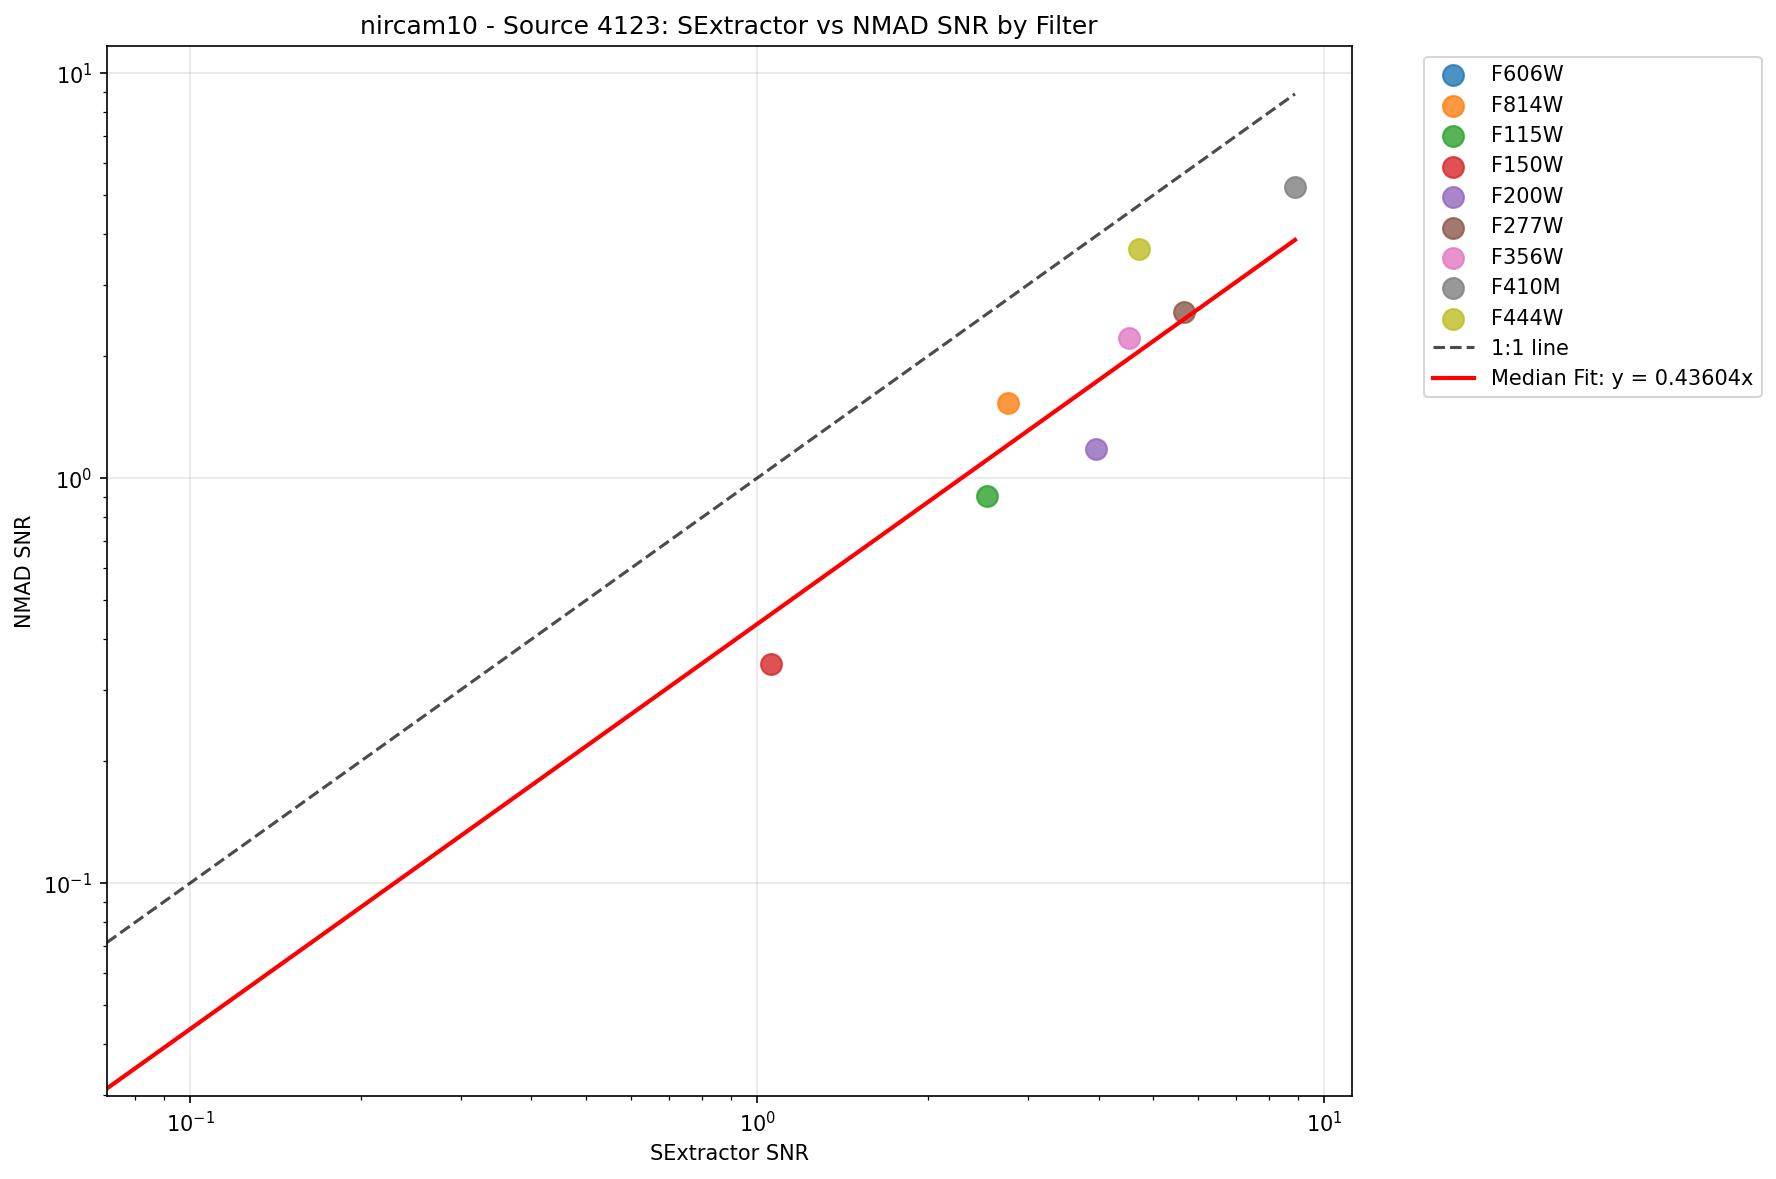 nircam10 - Source 4123: SExtractor vs NMAD SNR by Filter
10¹
10⁰
10⁻¹
NMAD SNR
10⁻¹
10⁰
10¹
SExtractor SNR
F606W
F814W
F115W
F150W
F200W
F277W
F356W
F410M
F444W
1:1 line
Median Fit: y = 0.43604x